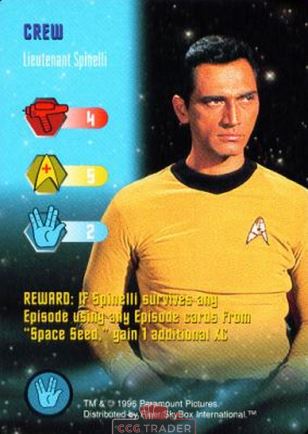 CREW
Lieutenant Spinelli
4
5
2
REWARD: If Spinelli survives any
Episode using any Episode cards from
"Space Seed," gain 1 additional XC
TM & © 1996 Paramount Pictures.
Distributed by Fleer/SkyBox International.™
CCG TRADER